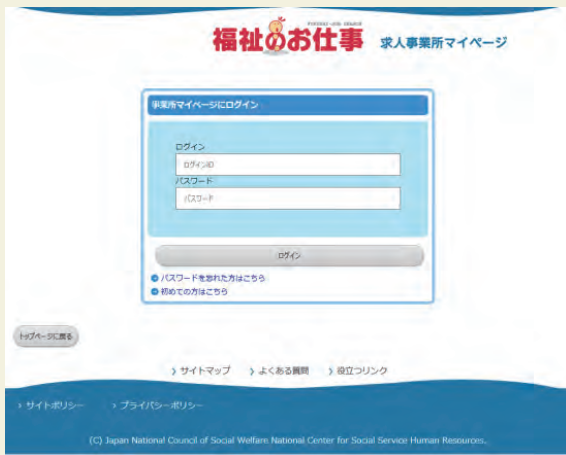 福祉のお仕事 求人事業所マイページ
事業所マイページにログイン
ログイン
ログインID
パスワード
パスワード
ログイン
パスワードを忘れた方はこちら
初めての方はこちら
トップページに戻る
サイトマップ よくある質問 役立つリンク
サイトポリシー プライバシーポリシー
(C) Japan National Council of Social Welfare National Center for Social Service Human Resources.